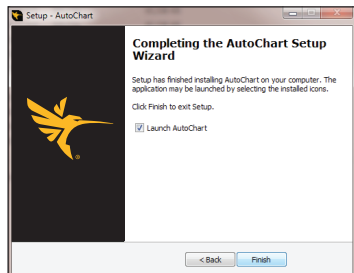 Setup - AutoChart
Completing the AutoChart Setup
Wizard
Setup has finished installing AutoChart on your computer. The
application may be launched by selecting the installed icons.
Click Finish to exit Setup.
Launch AutoChart
< Back
Finish